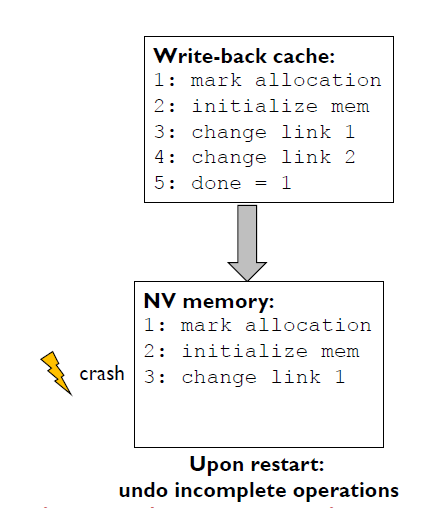 Write-back cache:
1: mark allocation
2: initialize mem
3: change link 1
4: change link 2
5: done = 1
NV memory:
1: mark allocation
2: initialize mem
3: change link 1
crash
Upon restart:
undo incomplete operations